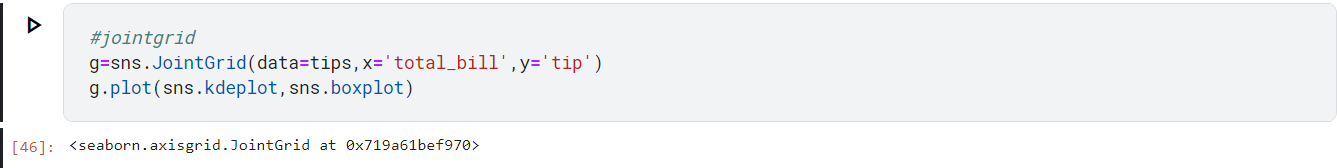 #jointgrid
g=sns.JointGrid(data=tips,x='total_bill',y='tip')
g.plot(sns.kdeplot,sns.boxplot)
[46]: <seaborn.axisgrid.JointGrid at 0x719a61bef970>